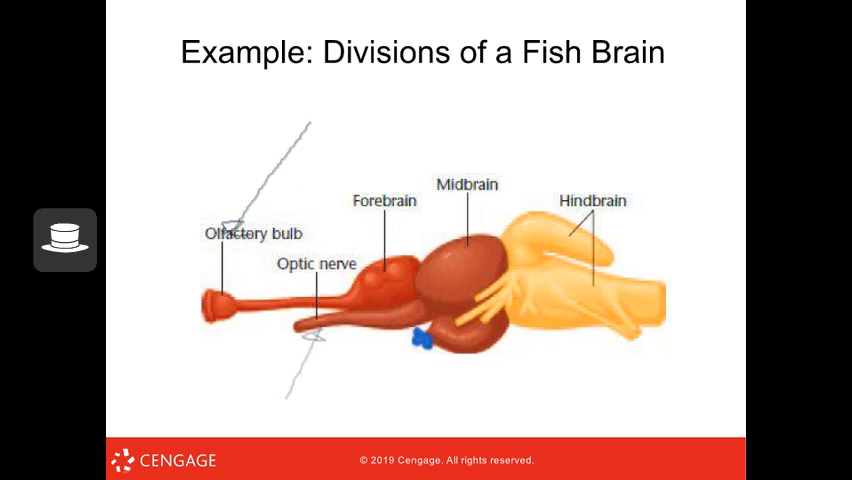 Example: Divisions of a Fish Brain
Midbrain
Forebrain
Hindbrain
Olfactory bulb
Optic nerve
CENGAGE
© 2019 Cengage. All rights reserved.